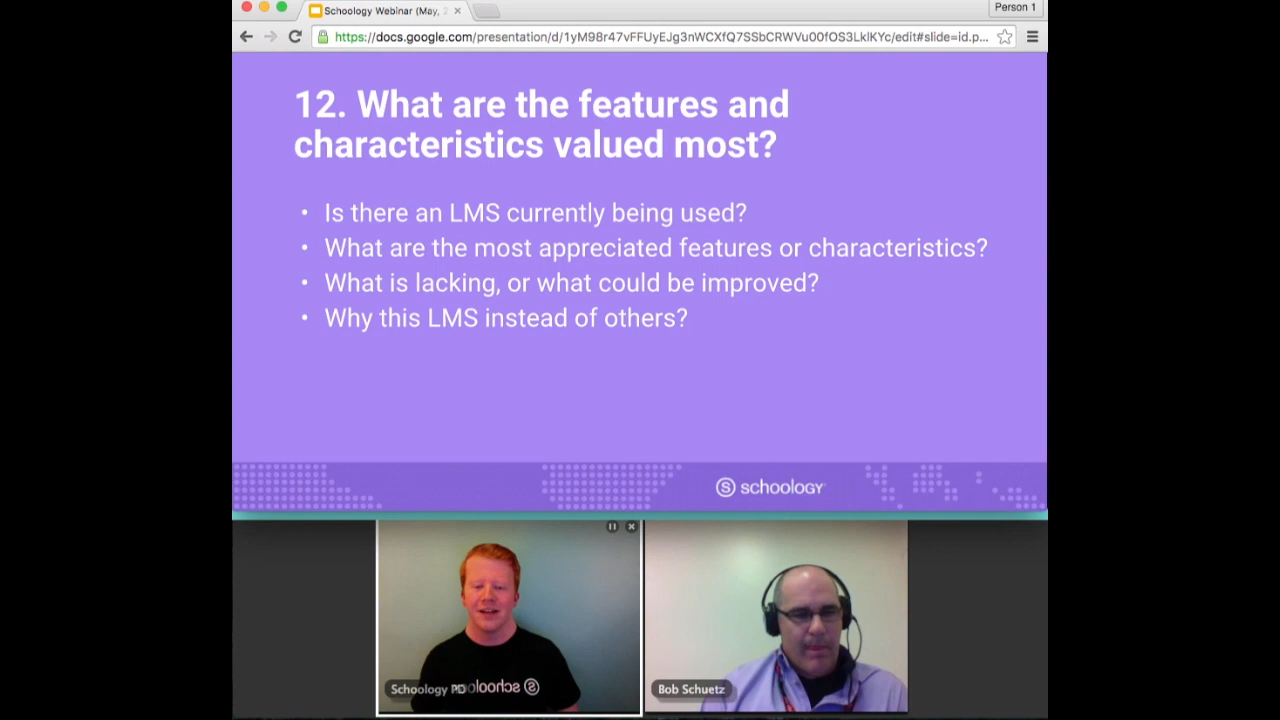 Schoology Webinar (May, 2
Person 1
https://docs.google.com/presentation/d/1yM98r47vFFUyEJg3nWCXfQ7SSbCRWVu00fOS3LklKYc/edit#slide=id.p...
12. What are the features and
characteristics valued most?
• Is there an LMS currently being used?
• What are the most appreciated features or characteristics?
• What is lacking, or what could be improved?
• Why this LMS instead of others?
schoology
Schoology PD
schoology
Bob Schuetz